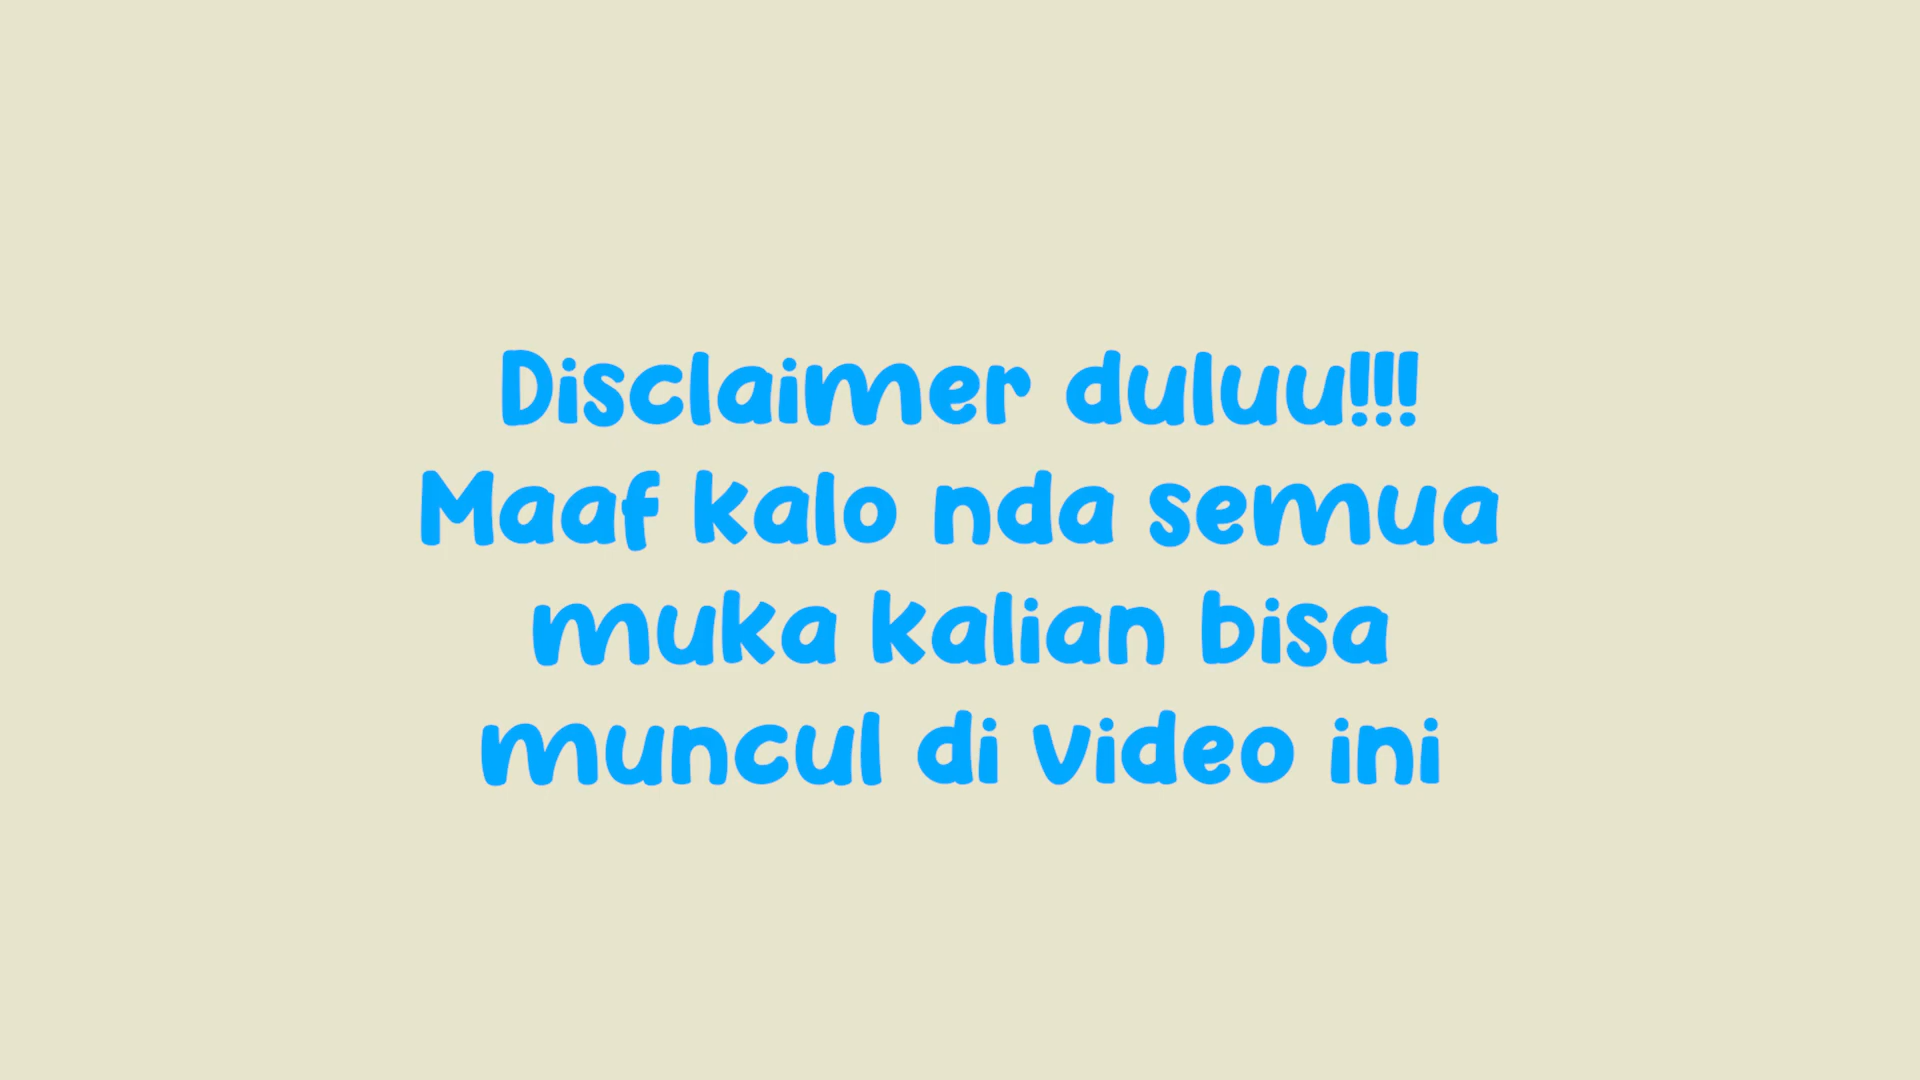 Disclaimer duluu!!!
Maaf kalo nda semua
muka kalian bisa
muncul di video ini